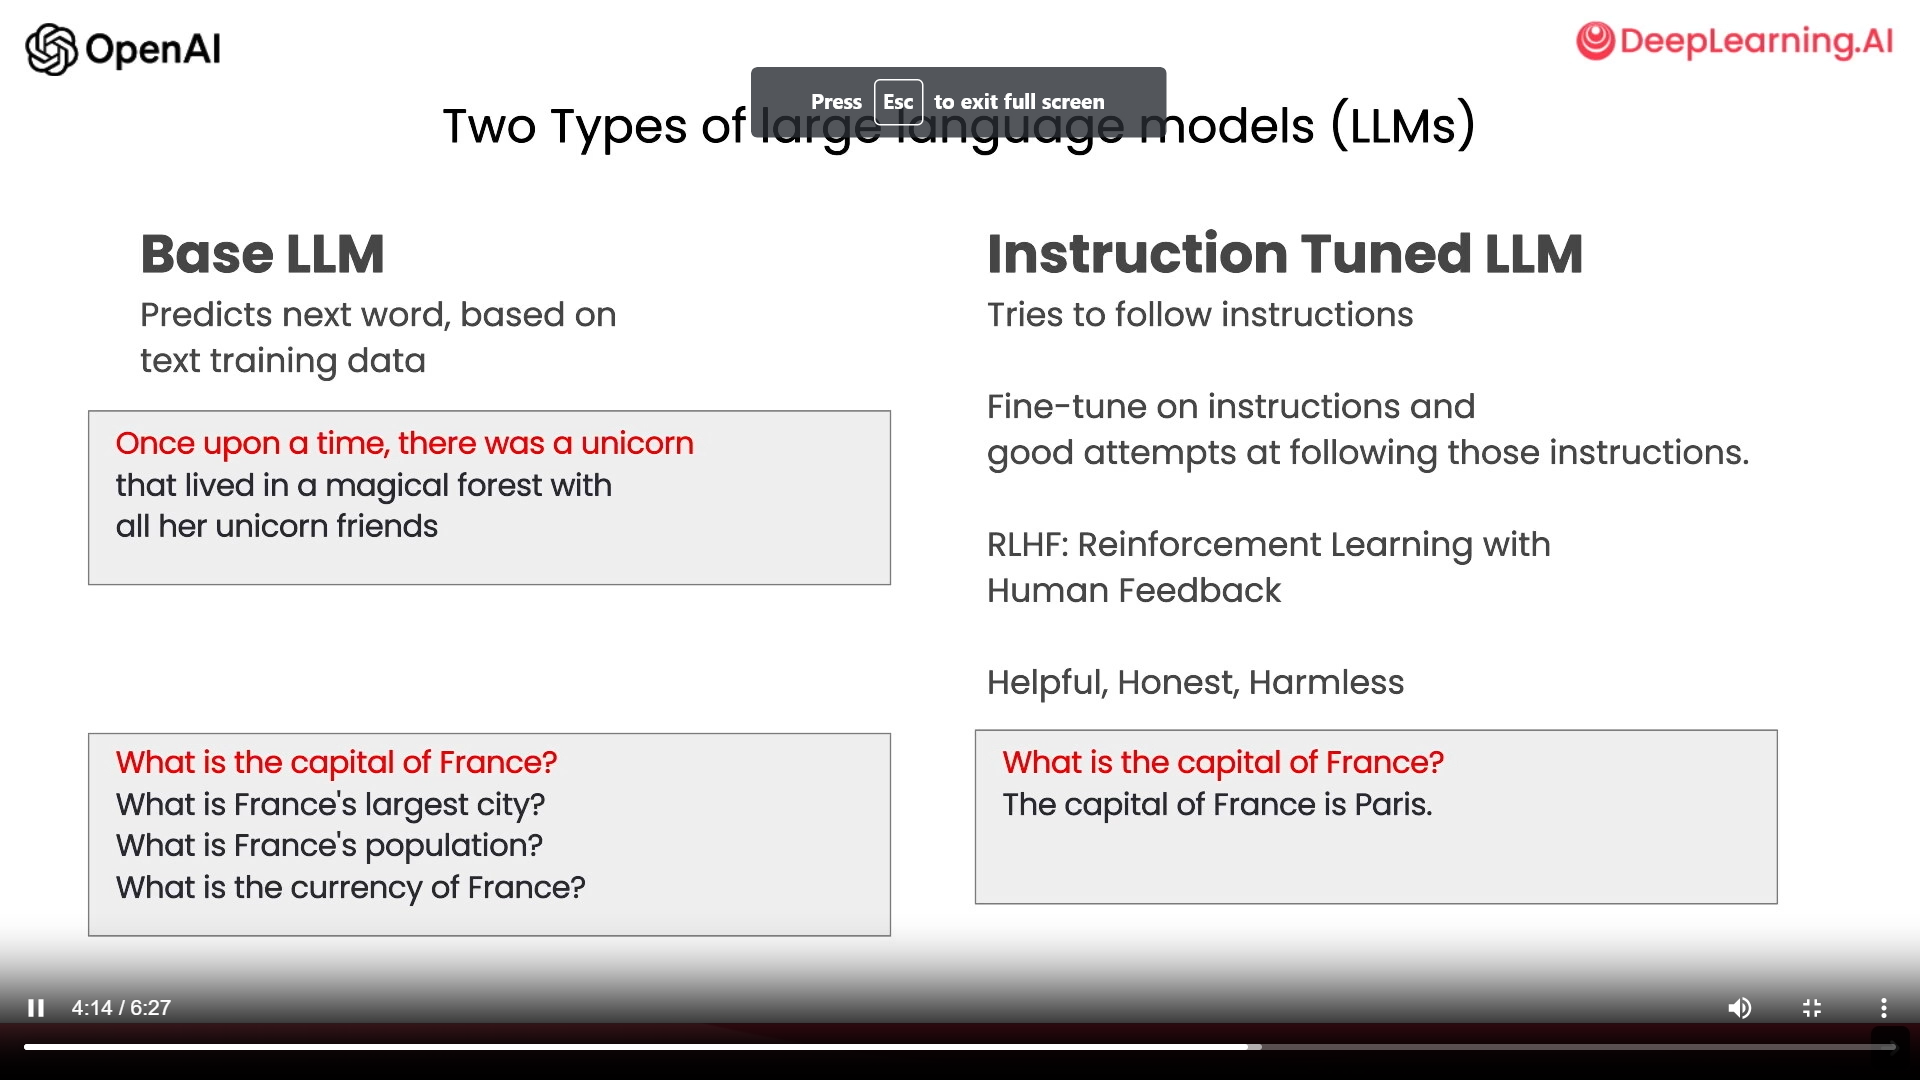 OpenAI
DeepLearning.AI
Press Esc to exit full screen
Two Types of large language models (LLMs)
Base LLM
Predicts next word, based on
text training data
Once upon a time, there was a unicorn
that lived in a magical forest with
all her unicorn friends
What is the capital of France?
What is France's largest city?
What is France's population?
What is the currency of France?
Instruction Tuned LLM
Tries to follow instructions
Fine-tune on instructions and
good attempts at following those instructions.
RLHF: Reinforcement Learning with
Human Feedback
Helpful, Honest, Harmless
What is the capital of France?
The capital of France is Paris.
4:14 / 6:27